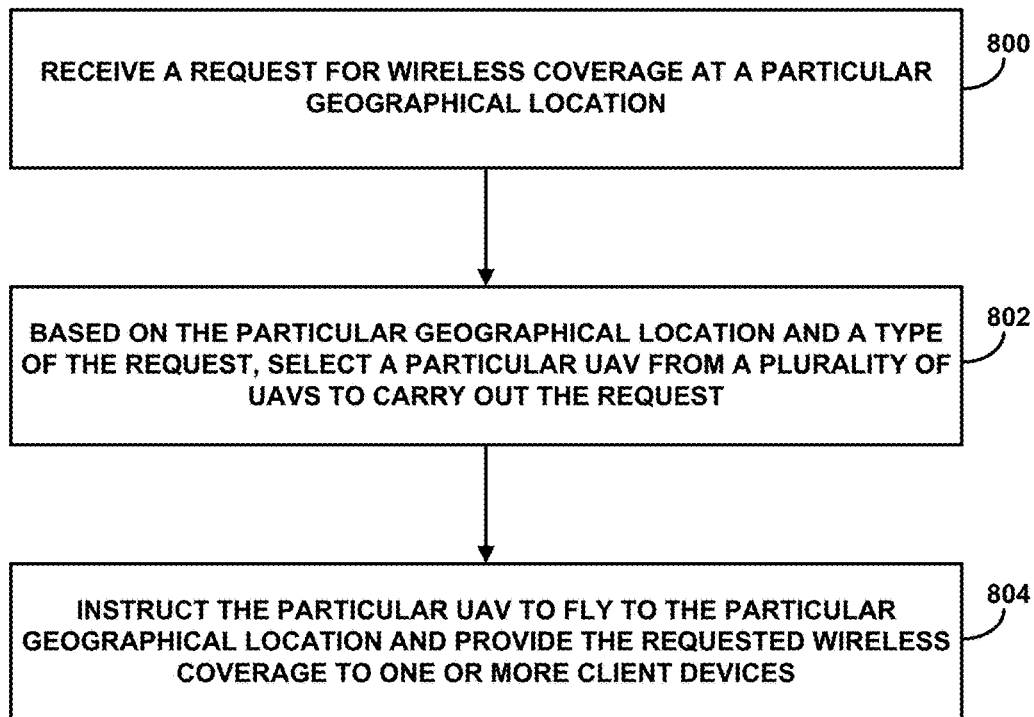 RECEIVE A REQUEST FOR WIRELESS COVERAGE AT A PARTICULAR
GEOGRAPHICAL LOCATION
800
BASED ON THE PARTICULAR GEOGRAPHICAL LOCATION AND A TYPE
OF THE REQUEST, SELECT A PARTICULAR UAV FROM A PLURALITY OF
UAVS TO CARRY OUT THE REQUEST
802
INSTRUCT THE PARTICULAR UAV TO FLY TO THE PARTICULAR
GEOGRAPHICAL LOCATION AND PROVIDE THE REQUESTED WIRELESS
COVERAGE TO ONE OR MORE CLIENT DEVICES
804